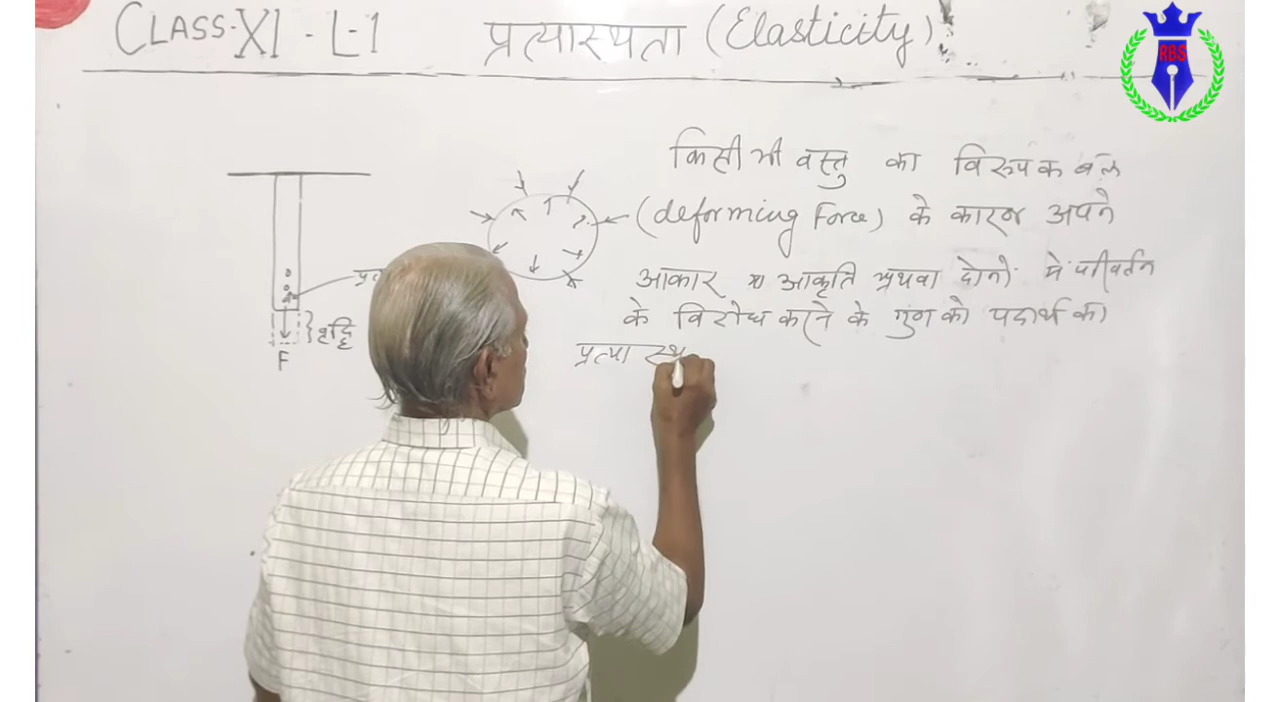 CLASS-XI - L-1 प्रत्यास्थता (Elasticity)
RBS
किसी भी वस्तु का विरूपक बल
(deforming Force) के कारण अपने
आकार या आकृति अथवा दोनों में परिवर्तन
के विरोध करने के गुण को पदार्थ का
प्रत्या स्थ
वृद्धि
F